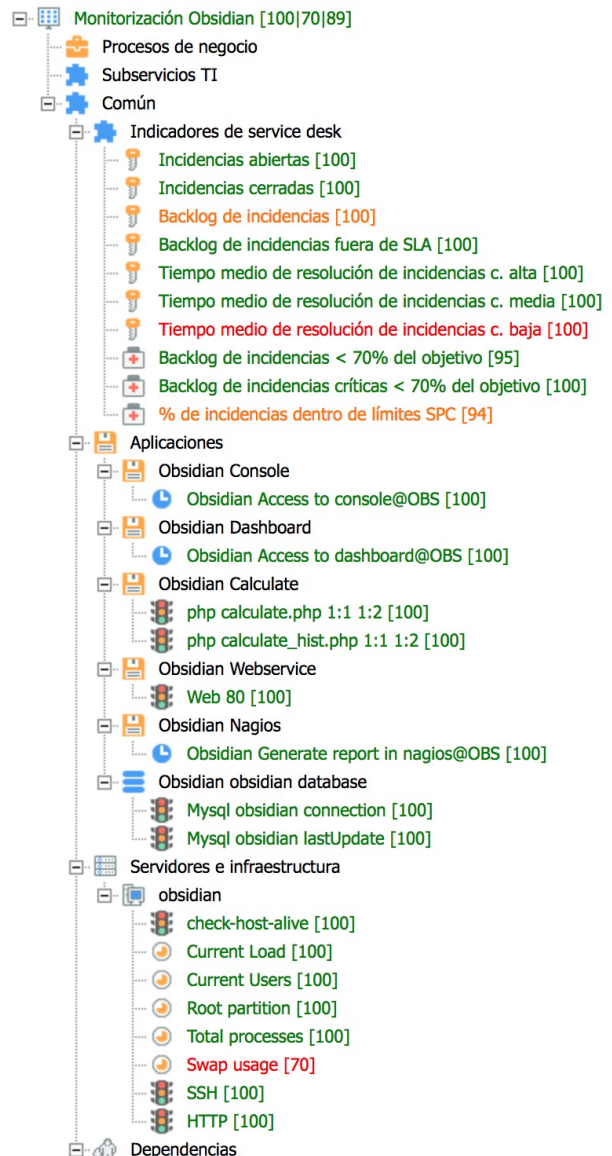 Monitorización Obsidian [100|70|89]
Procesos de negocio
Subservicios TI
Común
Indicadores de service desk
Incidencias abiertas [100]
Incidencias cerradas [100]
Backlog de incidencias [100]
Backlog de incidencias fuera de SLA [100]
Tiempo medio de resolución de incidencias c. alta [100]
Tiempo medio de resolución de incidencias c. media [100]
Tiempo medio de resolución de incidencias c. baja [100]
Backlog de incidencias < 70% del objetivo [95]
Backlog de incidencias críticas < 70% del objetivo [100]
% de incidencias dentro de límites SPC [94]
Aplicaciones
Obsidian Console
Obsidian Access to console@OBS [100]
Obsidian Dashboard
Obsidian Access to dashboard@OBS [100]
Obsidian Calculate
php calculate.php 1:1 1:2 [100]
php calculate_hist.php 1:1 1:2 [100]
Obsidian Webservice
Web 80 [100]
Obsidian Nagios
Obsidian Generate report in nagios@OBS [100]
Obsidian obsidian database
Mysql obsidian connection [100]
Mysql obsidian lastUpdate [100]
Servidores e infraestructura
obsidian
check-host-alive [100]
Current Load [100]
Current Users [100]
Root partition [100]
Total processes [100]
Swap usage [70]
SSH [100]
HTTP [100]
Dependencias